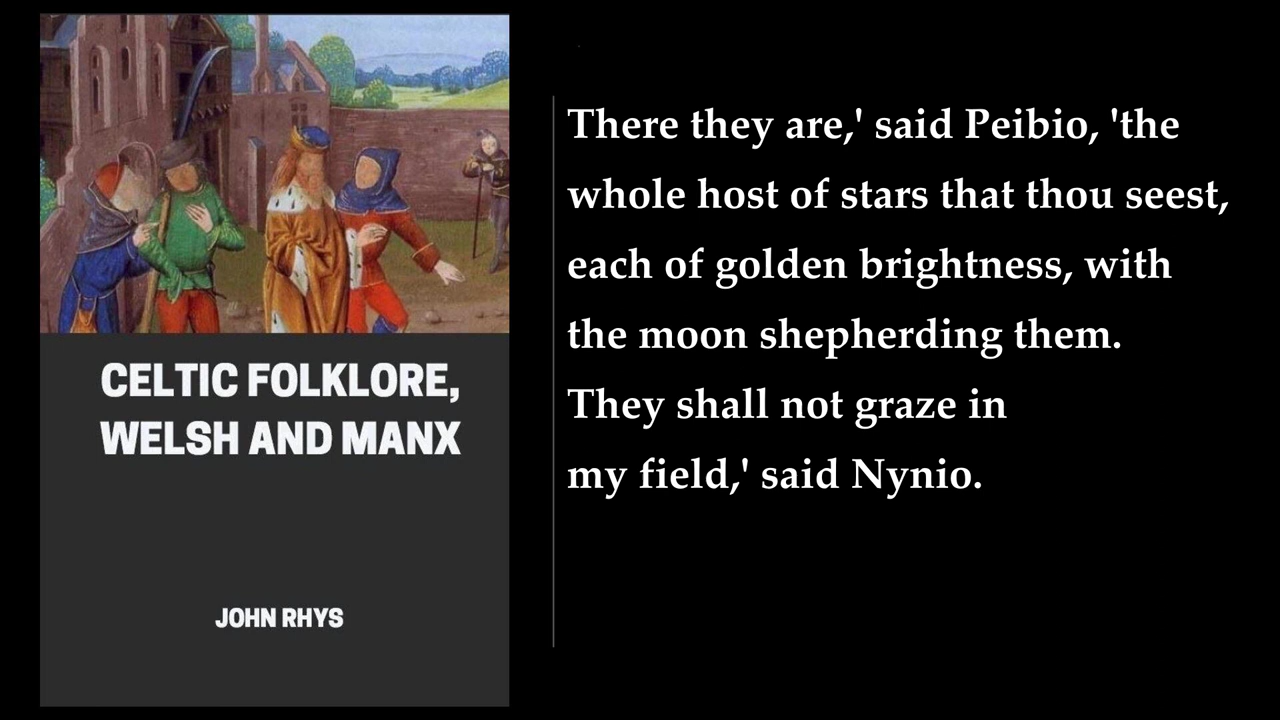 CELTIC FOLKLORE,
WELSH AND MANX
JOHN RHYS
There they are,' said Peibio, 'the
whole host of stars that thou seest,
each of golden brightness, with
the moon shepherding them.
They shall not graze in
my field,' said Nynio.